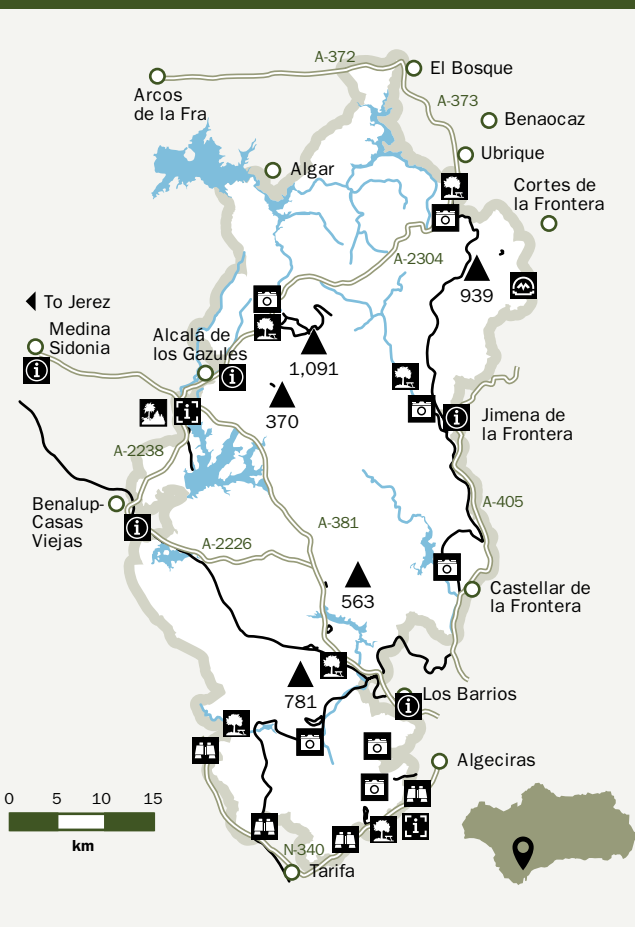 A-372
El Bosque
Arcos
de la Fra
A-373
Benaocaz
Ubrique
Algar
Cortes de
la Frontera
A-2304
939
To Jerez
Medina
Sidonia
Alcalá de
los Gazules
1,091
370
Jimena de
la Frontera
A-2238
A-405
Benalup-
Casas
Viejas
A-381
A-2226
563
Castellar de
la Frontera
781
Los Barrios
Algeciras
0 5 10 15
km
N-340
Tarifa